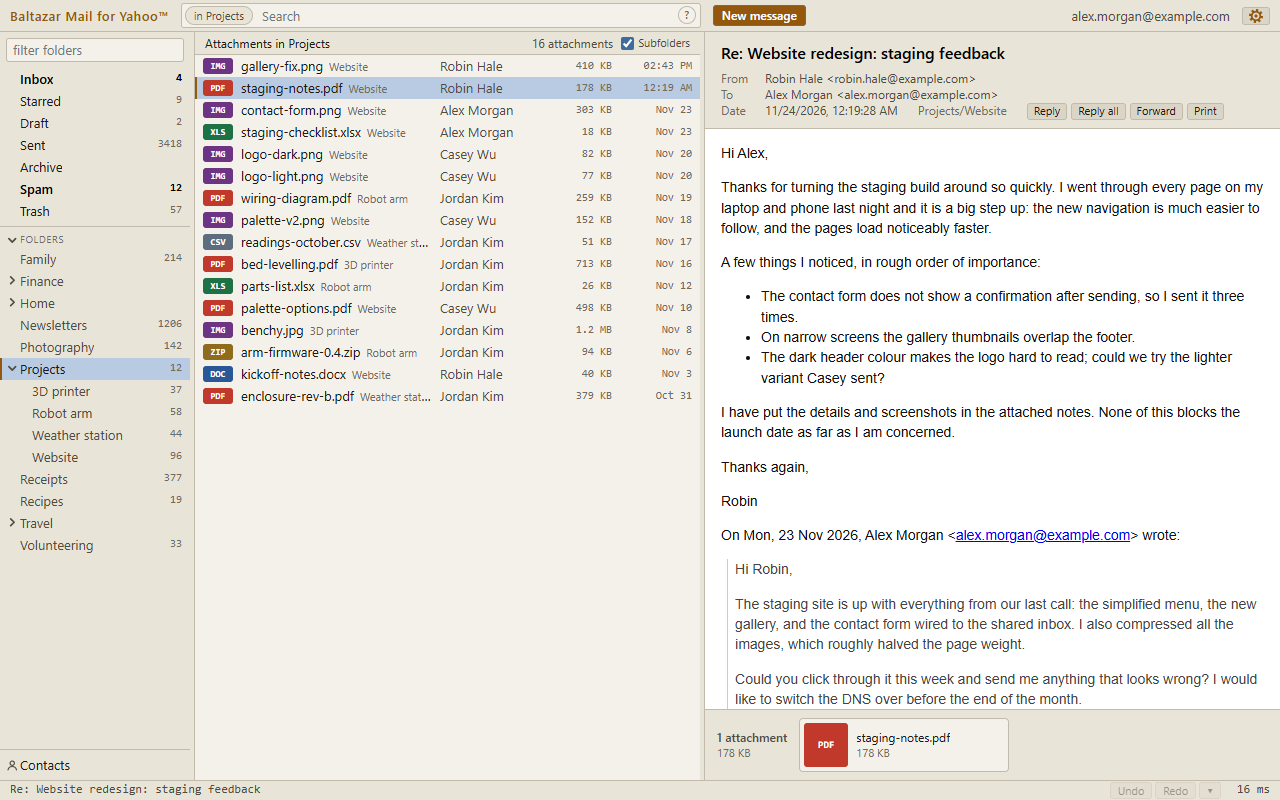 Baltazar Mail for Yahoo™
in Projects Search ?
New message
alex.morgan@example.com
filter folders
Inbox 4
Starred 9
Draft 2
Sent 3418
Archive
Spam 12
Trash 57
FOLDERS
Family 214
Finance
Home
Newsletters 1206
Photography 142
Projects 12
3D printer 37
Robot arm 58
Weather station 44
Website 96
Receipts 377
Recipes 19
Travel
Volunteering 33
Contacts
Attachments in Projects 16 attachments Subfolders
IMG gallery-fix.png Website Robin Hale 410 KB 02:43 PM
PDF staging-notes.pdf Website Robin Hale 178 KB 12:19 AM
IMG contact-form.png Website Alex Morgan 303 KB Nov 23
XLS staging-checklist.xlsx Website Alex Morgan 18 KB Nov 23
IMG logo-dark.png Website Casey Wu 82 KB Nov 20
IMG logo-light.png Website Casey Wu 77 KB Nov 20
PDF wiring-diagram.pdf Robot arm Jordan Kim 259 KB Nov 19
IMG palette-v2.png Website Casey Wu 152 KB Nov 18
CSV readings-october.csv Weather st... Jordan Kim 51 KB Nov 17
PDF bed-levelling.pdf 3D printer Jordan Kim 713 KB Nov 16
XLS parts-list.xlsx Robot arm Jordan Kim 26 KB Nov 12
PDF palette-options.pdf Website Casey Wu 498 KB Nov 10
IMG benchy.jpg 3D printer Jordan Kim 1.2 MB Nov 8
ZIP arm-firmware-0.4.zip Robot arm Jordan Kim 94 KB Nov 6
DOC kickoff-notes.docx Website Robin Hale 40 KB Nov 3
PDF enclosure-rev-b.pdf Weather stat... Jordan Kim 379 KB Oct 31
Re: Website redesign: staging feedback
From Robin Hale <robin.hale@example.com>
To Alex Morgan <alex.morgan@example.com>
Date 11/24/2026, 12:19:28 AM Projects/Website Reply Reply all Forward Print
Hi Alex,
Thanks for turning the staging build around so quickly. I went through every page on my
laptop and phone last night and it is a big step up: the new navigation is much easier to
follow, and the pages load noticeably faster.
A few things I noticed, in rough order of importance:
• The contact form does not show a confirmation after sending, so I sent it three
times.
• On narrow screens the gallery thumbnails overlap the footer.
• The dark header colour makes the logo hard to read; could we try the lighter
variant Casey sent?
I have put the details and screenshots in the attached notes. None of this blocks the
launch date as far as I am concerned.
Thanks again,
Robin
On Mon, 23 Nov 2026, Alex Morgan <alex.morgan@example.com> wrote:
Hi Robin,
The staging site is up with everything from our last call: the simplified menu, the new
gallery, and the contact form wired to the shared inbox. I also compressed all the
images, which roughly halved the page weight.
Could you click through it this week and send me anything that looks wrong? I would
like to switch the DNS over before the end of the month.
1 attachment
178 KB
PDF
staging-notes.pdf
178 KB
Re: Website redesign: staging feedback
Undo Redo 16 ms